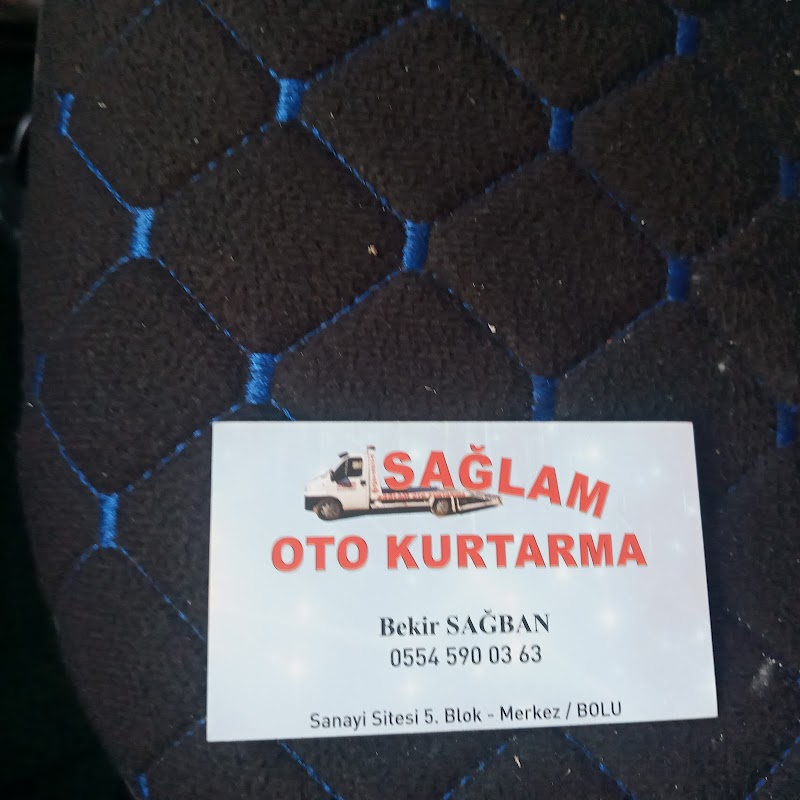 SAĞLAM
OTO KURTARMA
Bekir SAĞBAN
0554 590 03 63
Sanayi Sitesi 5. Blok - Merkez / BOLU